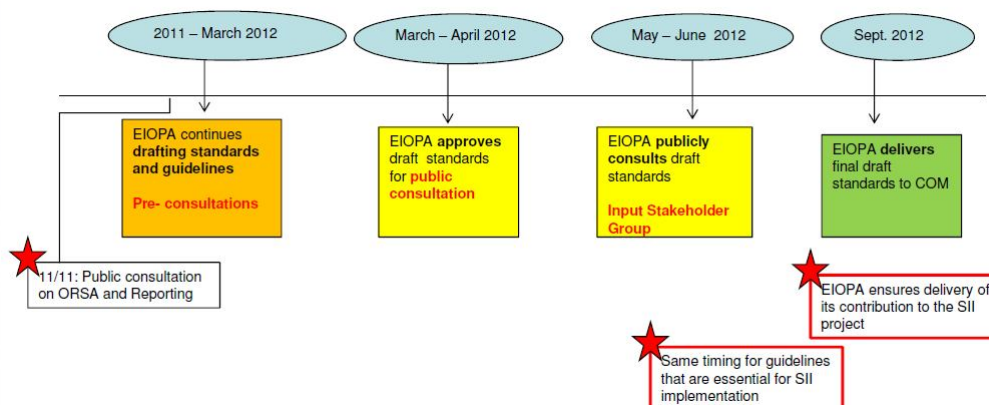 2011 – March 2012
March – April 2012
May – June 2012
Sept. 2012
EIOPA continues
drafting standards
and guidelines
Pre- consultations
EIOPA approves
draft standards
for public
consultation
EIOPA publicly
consults draft
standards
Input Stakeholder
Group
EIOPA delivers
final draft
standards to COM
11/11: Public consultation
on ORSA and Reporting
EIOPA ensures delivery of
its contribution to the SII
project
Same timing for guidelines
that are essential for SII
implementation